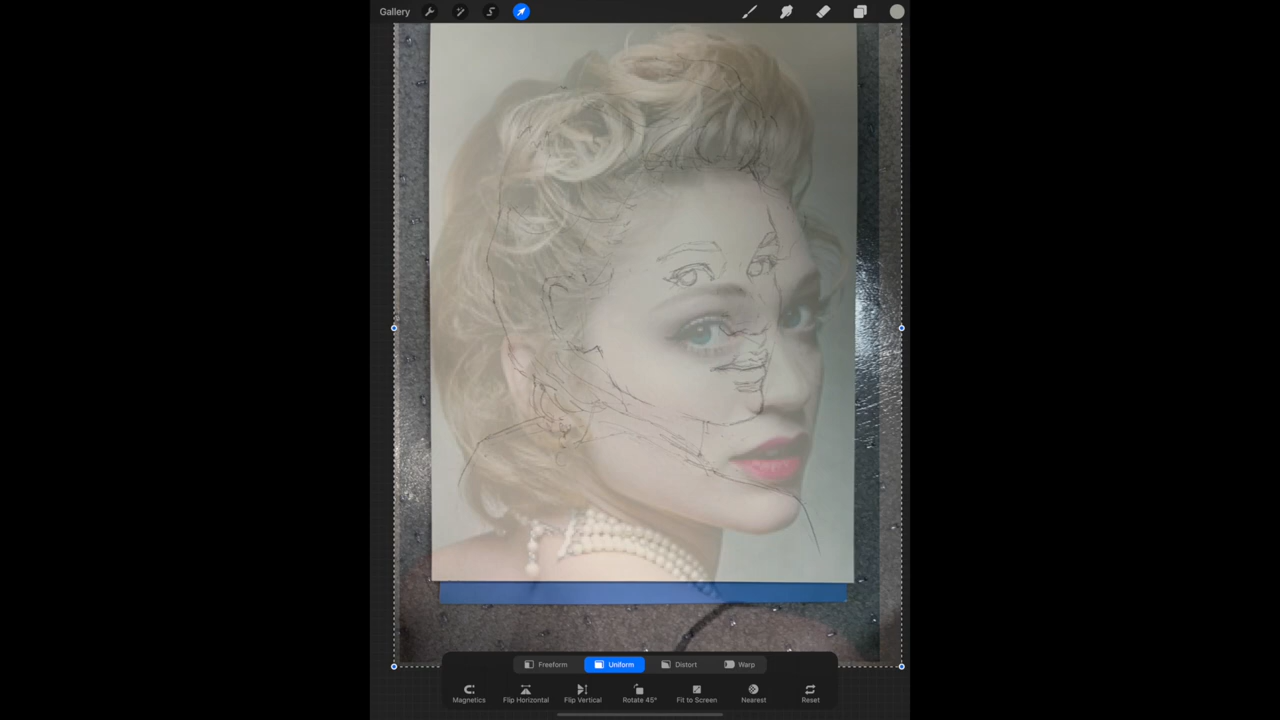 Gallery
Freeform Uniform Distort Warp
Magnetics Flip Horizontal Flip Vertical Rotate 45° Fit to Screen Nearest Reset